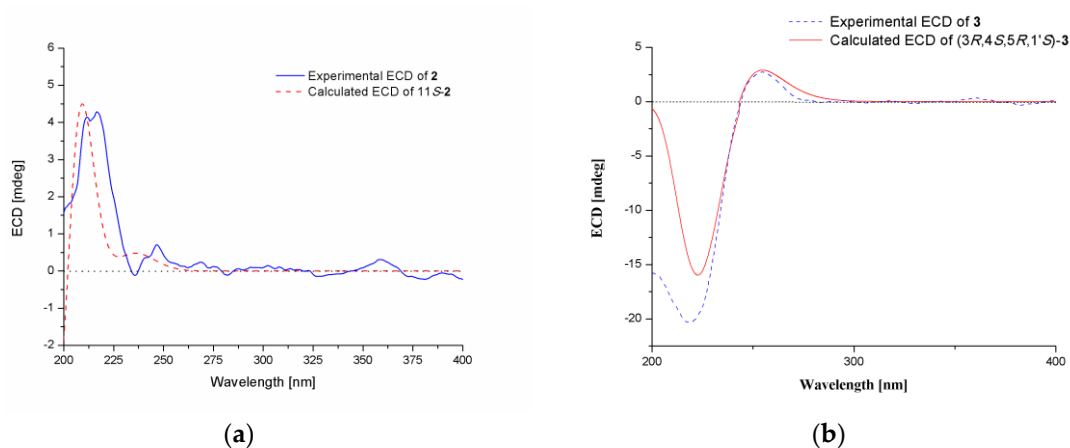 Experimental ECD of 2
Calculated ECD of 11S-2
6
5
4
3
2
1
0
-1
-2
ECD [mdeg]
200 225 250 275 300 325 350 375 400
Wavelength [nm]
(a)
Experimental ECD of 3
Calculated ECD of (3R,4S,5R,1'S)-3
5
0
-5
-10
-15
-20
ECD [mdeg]
200 300 400
Wavelength [nm]
(b)